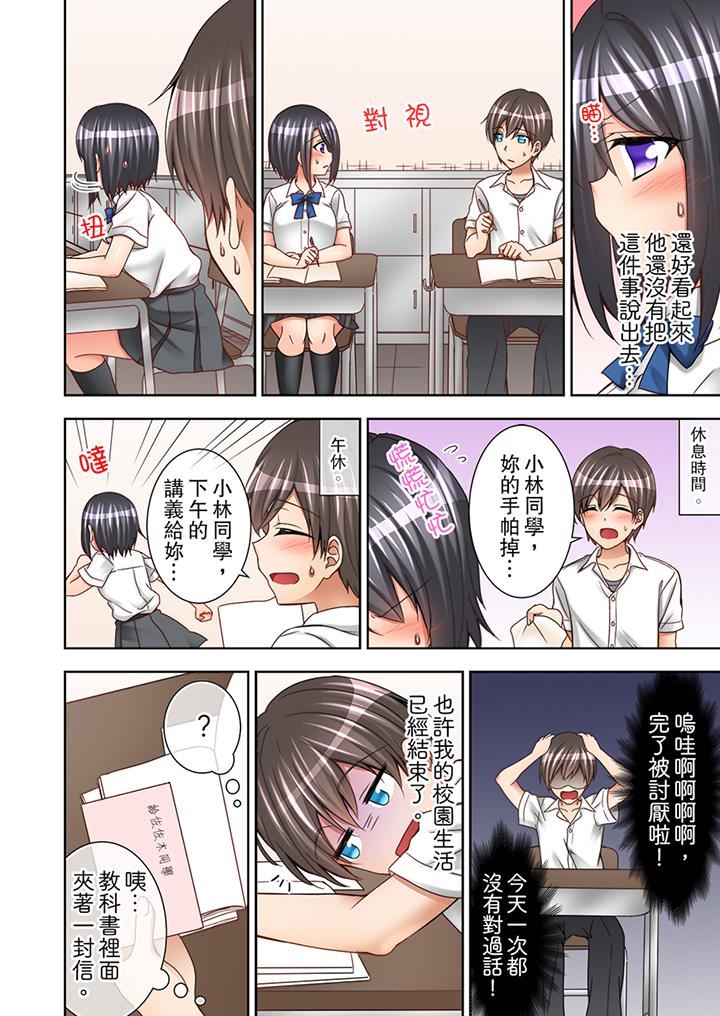 瞄…
還好看起來
他還沒有把
這件事說出去…
對視
扭
休息時間。
小林同學，
妳的手帕掉…
慌慌忙忙
午休。
小林同學，
下午的
講義給妳…
噠
嗚哇啊啊啊啊，
完了被討厭啦！
今天一次都
沒有對過話！
也許我的校園生活
已經結束了。
？
給佐佐木同學
咦…
教科書裡面
夾著一封信。